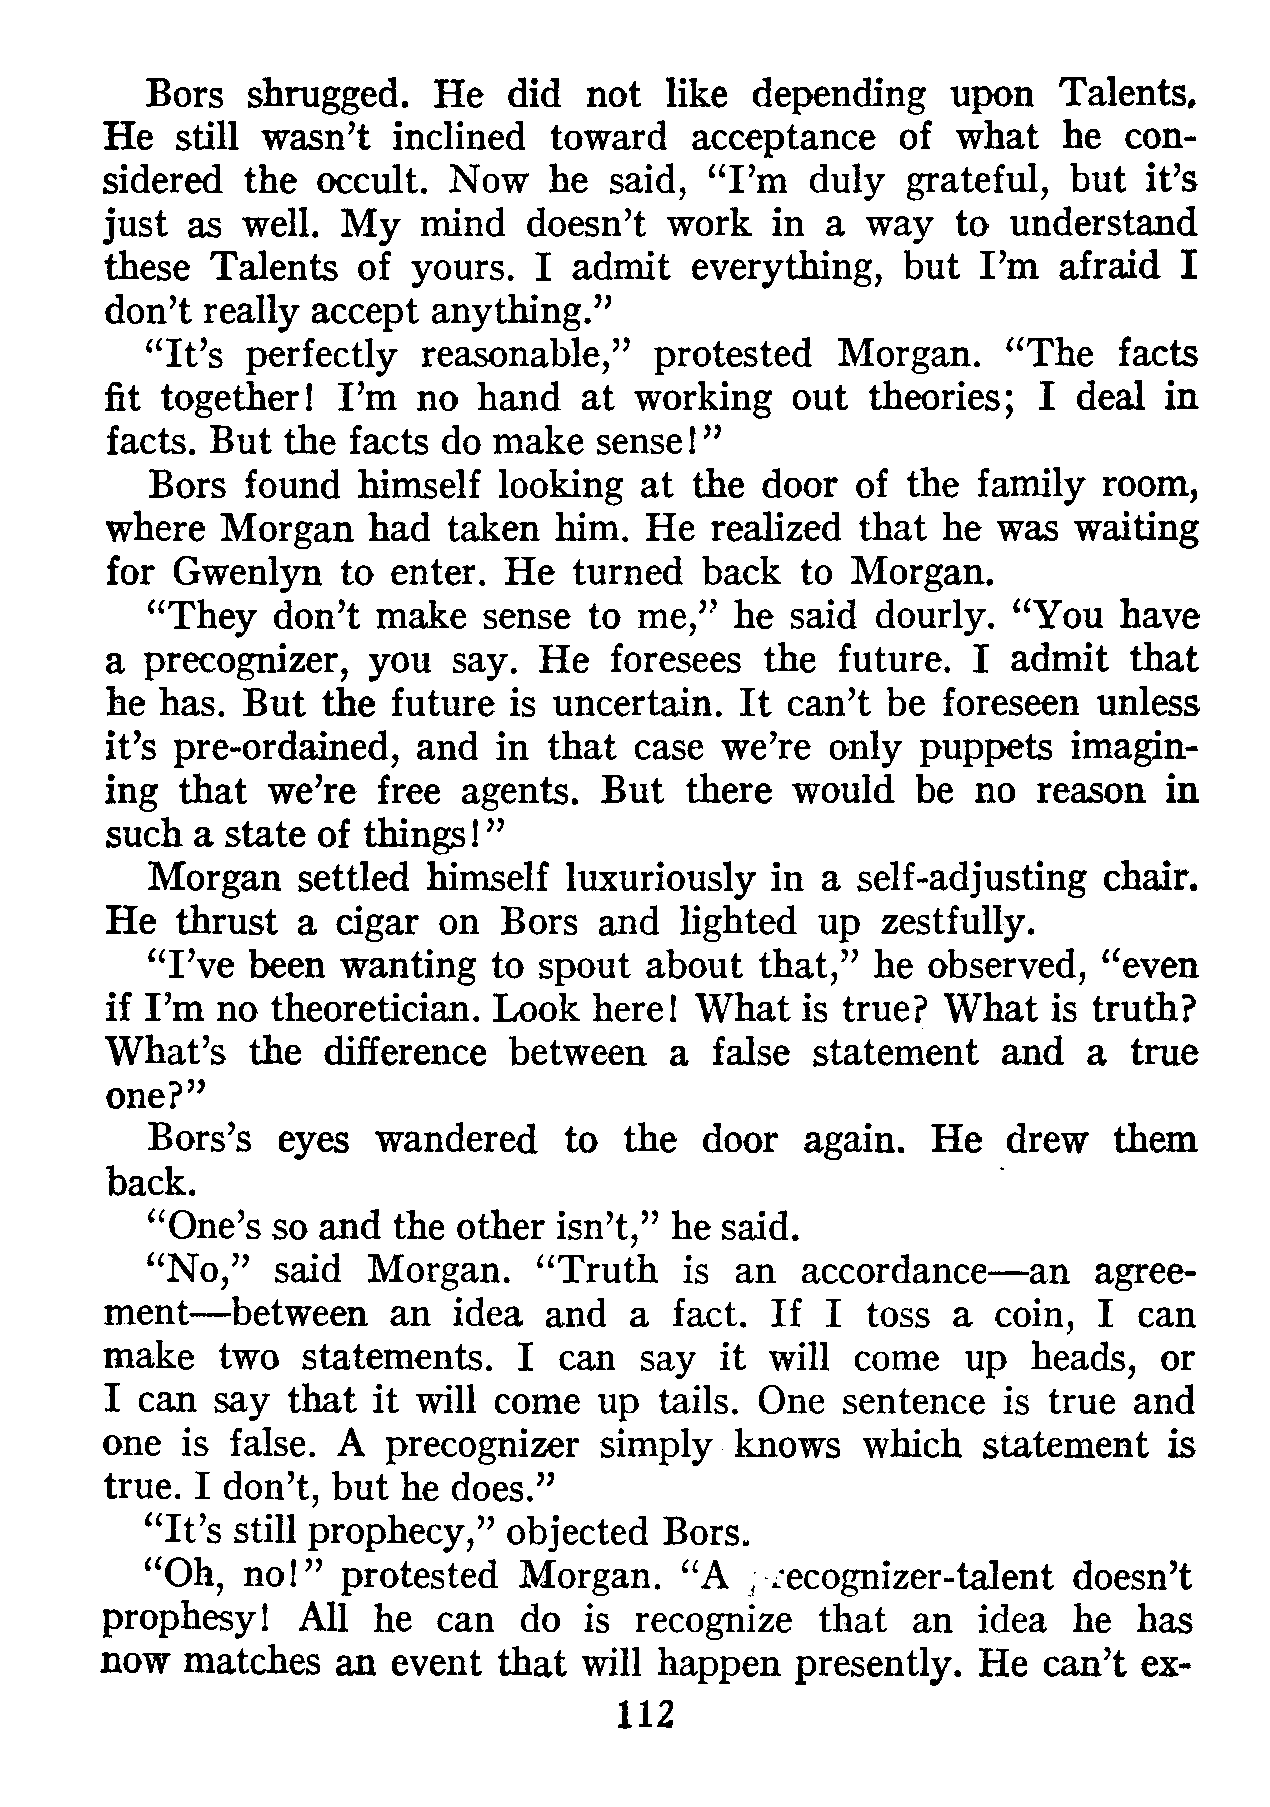 Bors shrugged. He did not like depending upon Talents.
He still wasn't inclined toward acceptance of what he con-
sidered the occult. Now he said, “I'm duly grateful, but it's
just as well. My mind doesn't work in a way to understand
these Talents of yours. I admit everything, but I'm afraid I
don't really accept anything.”
“It's perfectly reasonable,” protested Morgan. “The facts
fit together! I'm no hand at working out theories; I deal in
facts. But the facts do make sense!”
Bors found himself looking at the door of the family room,
where Morgan had taken him. He realized that he was waiting
for Gwenlyn to enter. He turned back to Morgan.
“They don't make sense to me,” he said dourly. “You have
a precognizer, you say. He foresees the future. I admit that
he has. But the future is uncertain. It can't be foreseen unless
it's pre-ordained, and in that case we're only puppets imagin-
ing that we're free agents. But there would be no reason in
such a state of things!”
Morgan settled himself luxuriously in a self-adjusting chair.
He thrust a cigar on Bors and lighted up zestfully.
“I've been wanting to spout about that,” he observed, “even
if I'm no theoretician. Look here! What is true? What is truth?
What's the difference between a false statement and a true
one?”
Bors's eyes wandered to the door again. He drew them
back.
“One's so and the other isn't,” he said.
“No,” said Morgan. “Truth is an accordance—an agree-
ment—between an idea and a fact. If I toss a coin, I can
make two statements. I can say it will come up heads, or
I can say that it will come up tails. One sentence is true and
one is false. A precognizer simply knows which statement is
true. I don't, but he does.”
“It's still prophecy,” objected Bors.
“Oh, no!” protested Morgan. “A doesn't
prophesy! All he can do is recognize that an idea he has
now matches an event that will happen presently. He can't ex-
112